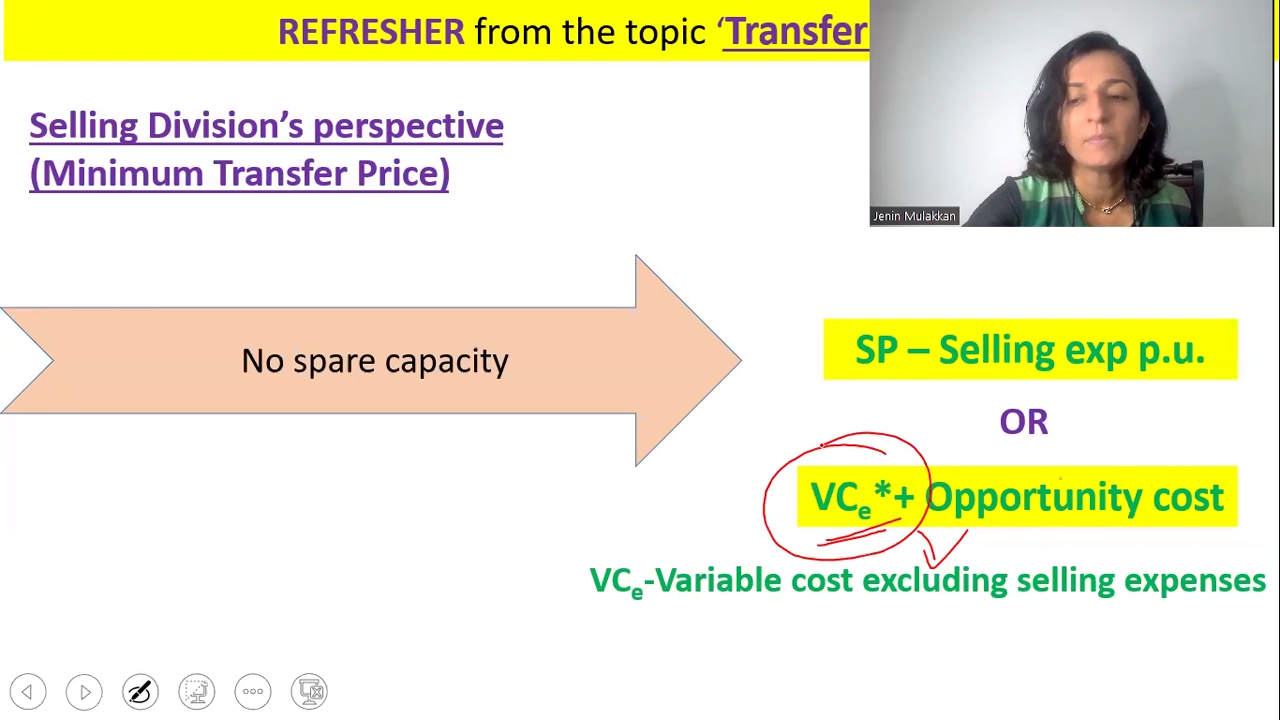 REFRESHER from the topic ‘Transfer
Jenin Mulakkan
Selling Division’s perspective
(Minimum Transfer Price)
No spare capacity
SP – Selling exp p.u.
OR
VCe*+ Opportunity cost
VCe-Variable cost excluding selling expenses